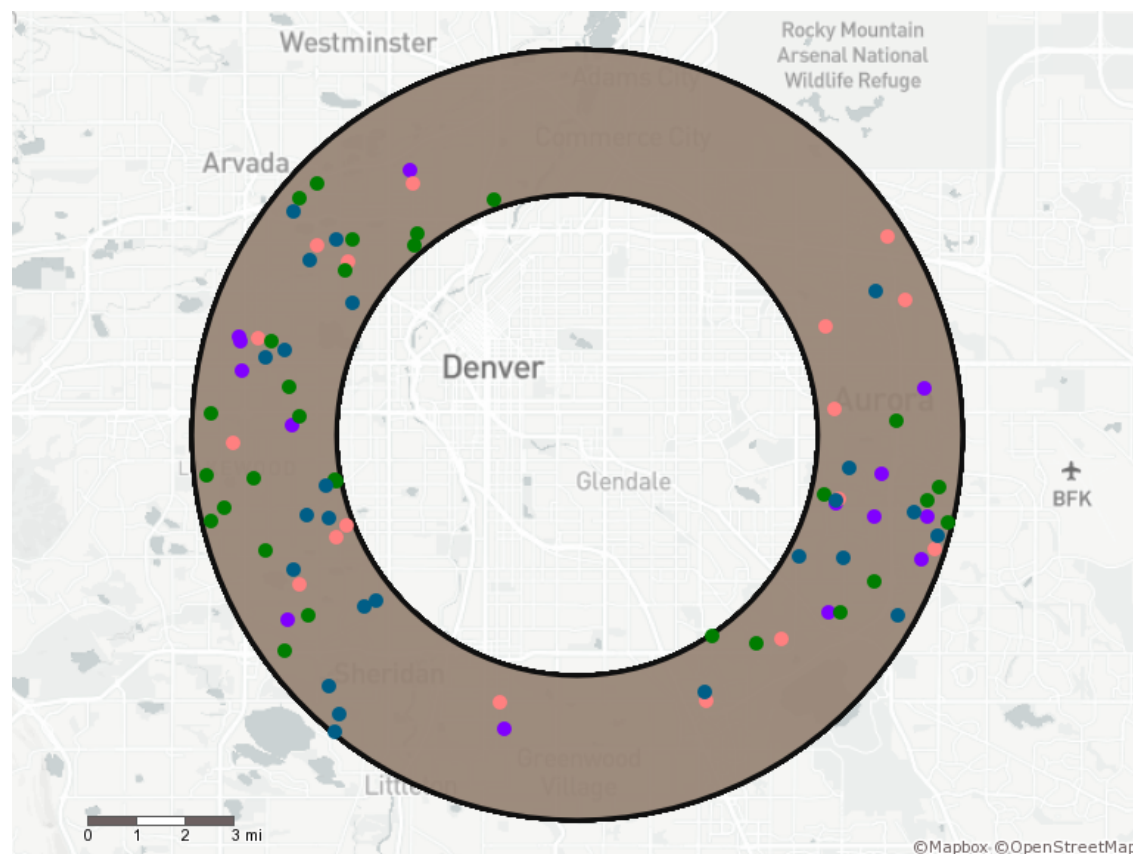 Westminster
Rocky Mountain
Arsenal National
Wildlife Refuge
Adams City
Commerce City
Arvada
Denver
Aurora
LAKEWOOD
Glendale
BFK
Sheridan
Greenwood
Village
Littleton
0 1 2 3 mi
©Mapbox ©OpenStreetMap